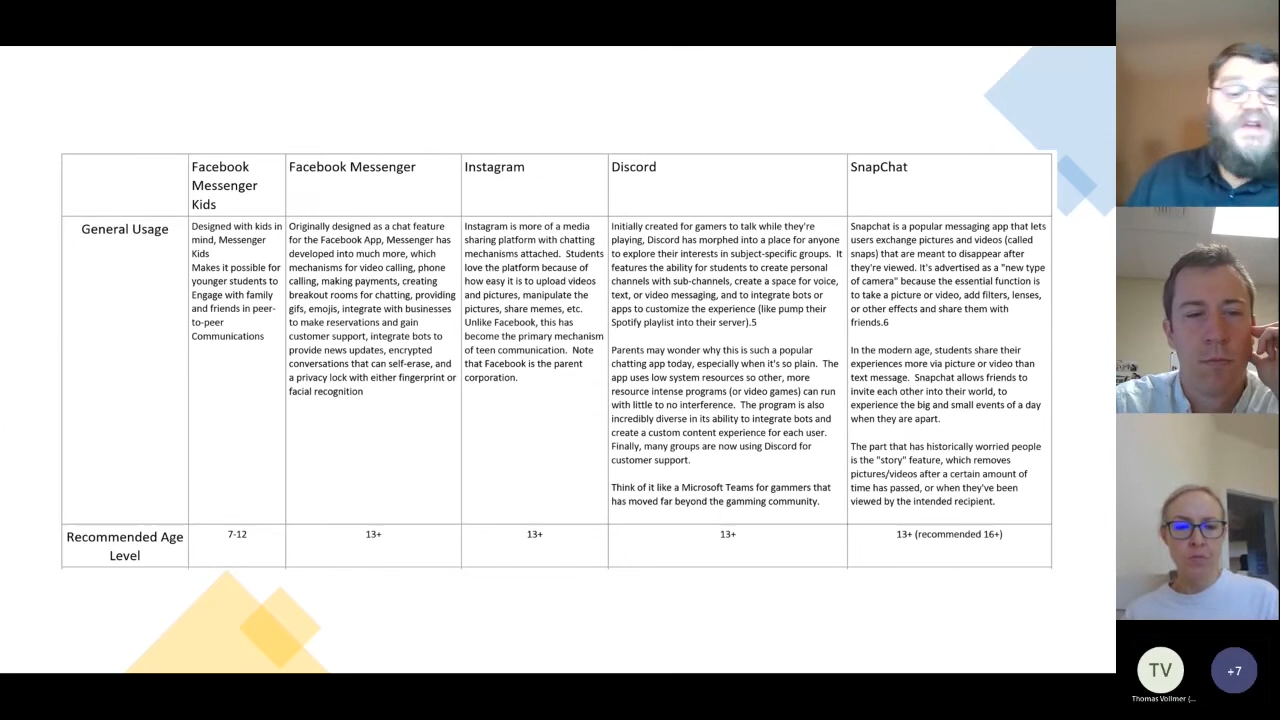 Facebook
Messenger
Kids
Facebook Messenger
Instagram
Discord
SnapChat
General Usage
Designed with kids in
mind, Messenger
Kids
Makes it possible for
younger students to
Engage with family
and friends in peer-
to-peer
Communications
Originally designed as a chat feature
for the Facebook App, Messenger has
developed into much more, which
mechanisms for video calling, phone
calling, making payments, creating
breakout rooms for chatting, providing
gifs, emojis, integrate with businesses
to make reservations and gain
customer support, integrate bots to
provide news updates, encrypted
conversations that can self-erase, and
a privacy lock with either fingerprint or
facial recognition
Instagram is more of a media
sharing platform with chatting
mechanisms attached. Students
love the platform because of
how easy it is to upload videos
and pictures, manipulate the
pictures, share memes, etc.
Unlike Facebook, this has
become the primary mechanism
of teen communication. Note
that Facebook is the parent
corporation.
Initially created for gamers to talk while they're
playing, Discord has morphed into a place for anyone
to explore their interests in subject-specific groups. It
features the ability for students to create personal
channels with sub-channels, create a space for voice,
text, or video messaging, and to integrate bots or
apps to customize the experience (like pump their
Spotify playlist into their server).5
Parents may wonder why this is such a popular
chatting app today, especially when it's so plain. The
app uses low system resources so other, more
resource intense programs (or video games) can run
with little to no interference. The program is also
incredibly diverse in its ability to integrate bots and
create a custom content experience for each user.
Finally, many groups are now using Discord for
customer support.
Think of it like a Microsoft Teams for gammers that
has moved far beyond the gamming community.
Snapchat is a popular messaging app that lets
users exchange pictures and videos (called
snaps) that are meant to disappear after
they're viewed. It's advertised as a "new type
of camera" because the essential function is
to take a picture or video, add filters, lenses,
or other effects and share them with
friends.6
In the modern age, students share their
experiences more via picture or video than
text message. Snapchat allows friends to
invite each other into their world, to
experience the big and small events of a day
when they are apart.
The part that has historically worried people
is the "story" feature, which removes
pictures/videos after a certain amount of
time has passed, or when they've been
viewed by the intended recipient.
Recommended Age
Level
7-12
13+
13+
13+
13+ (recommended 16+)
TV
+7
Thomas Vollmer (...